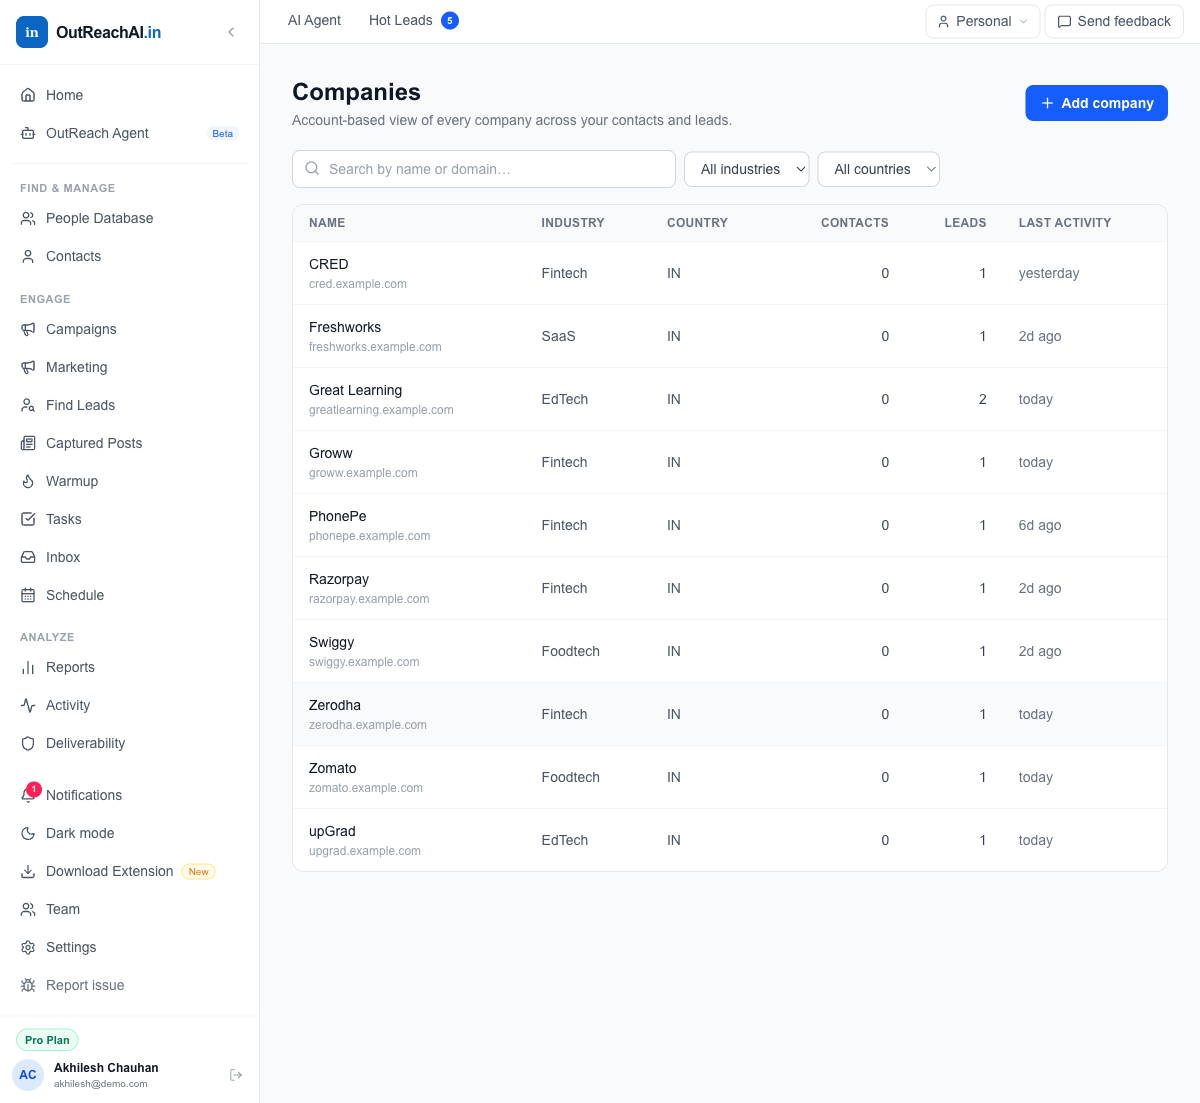 in OutReachAI.in
Home
OutReach Agent Beta
FIND & MANAGE
People Database
Contacts
ENGAGE
Campaigns
Marketing
Find Leads
Captured Posts
Warmup
Tasks
Inbox
Schedule
ANALYZE
Reports
Activity
Deliverability
1
Notifications
Dark mode
Download Extension New
Team
Settings
Report issue
Pro Plan
AC
Akhilesh Chauhan
akhilesh@demo.com
AI Agent Hot Leads 5 Personal Send feedback
Companies
Account-based view of every company across your contacts and leads.
Add company
Search by name or domain… All industries All countries
NAME INDUSTRY COUNTRY CONTACTS LEADS LAST ACTIVITY
CRED
cred.example.com
Fintech IN 0 1 yesterday
Freshworks
freshworks.example.com
SaaS IN 0 1 2d ago
Great Learning
greatlearning.example.com
EdTech IN 0 2 today
Groww
groww.example.com
Fintech IN 0 1 today
PhonePe
phonepe.example.com
Fintech IN 0 1 6d ago
Razorpay
razorpay.example.com
Fintech IN 0 1 2d ago
Swiggy
swiggy.example.com
Foodtech IN 0 1 2d ago
Zerodha
zerodha.example.com
Fintech IN 0 1 today
Zomato
zomato.example.com
Foodtech IN 0 1 today
upGrad
upgrad.example.com
EdTech IN 0 1 today